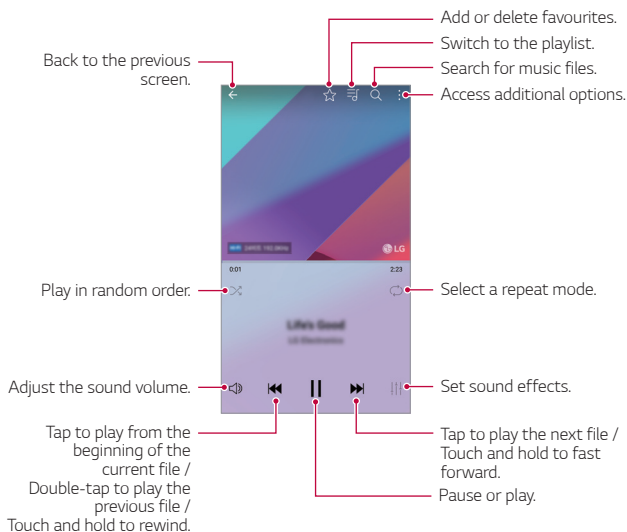 Add or delete favourites.
Switch to the playlist.
Search for music files.
Access additional options.
Back to the previous
screen.
LG
0:01
2:23
Play in random order.
Select a repeat mode.
Life's Good
LG Electronics
Adjust the sound volume.
Set sound effects.
Tap to play from the
beginning of the
current file /
Double-tap to play the
previous file /
Touch and hold to rewind.
Tap to play the next file /
Touch and hold to fast
forward.
Pause or play.